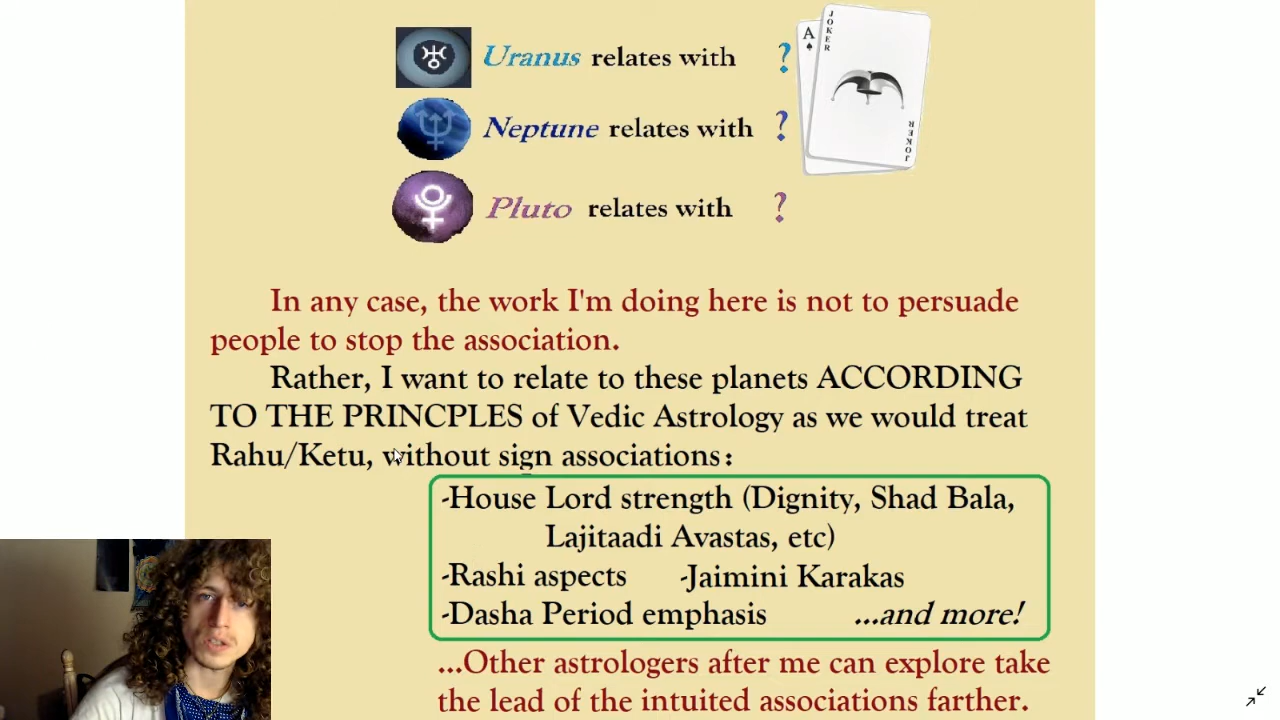 Uranus relates with ?
A JOKER
Neptune relates with ?
JOKER
Pluto relates with ?
In any case, the work I'm doing here is not to persuade
people to stop the association.
Rather, I want to relate to these planets ACCORDING
TO THE PRINCPLES of Vedic Astrology as we would treat
Rahu/Ketu, without sign associations:
-House Lord strength (Dignity, Shad Bala,
Lajitaadi Avastas, etc)
-Rashi aspects -Jaimini Karakas
-Dasha Period emphasis ...and more!
...Other astrologers after me can explore take
the lead of the intuited associations farther.